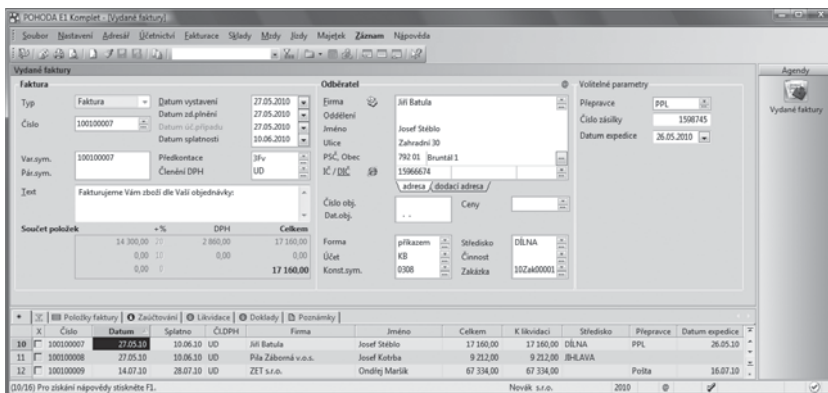 POHODA E1 Komplet - [Vydané faktury]
Soubor Nastavení Adresář Účetnictví Fakturace Sklady Mzdy Jízdy Majetek Záznam Nápověda
Vydané faktury
Agendy
Vydané faktury
Faktura
Typ Faktura
Číslo 100100007
Datum vystavení 27.05.2010
Datum zd.plnění 27.05.2010
Datum úč.případu 27.05.2010
Datum splatnosti 10.06.2010
Var.sym. 100100007
Pár.sym.
Předkontace 3Fv
Členění DPH UD
Text Fakturujeme Vám zboží dle Vaší objednávky:
Součet položek +% DPH Celkem
14 300,00 2 860,00 17 160,00
0,00 0,00 0,00
0,00 17 160,00
Odběratel @
Firma Jiří Batula
Oddělení
Jméno Josef Stéblo
Ulice Zahradní 30
PSČ, Obec 792 01 Bruntál 1
IČ / DIČ 15966674
adresa dodací adresa
Číslo obj.
Dat.obj. . .
Ceny
Forma příkazem
Účet KB
Konst.sym. 0308
Středisko DÍLNA
Činnost
Zakázka 10Zak00001
Volitelné parametry
Přepravce PPL
Číslo zásilky 1598745
Datum expedice 26.05.2010
Položky faktury Zaúčtování Likvidace Doklady Poznámky
X Číslo Datum Splatno Čl.DPH Firma Jméno Celkem K likvidaci Středisko Přepravce Datum expedice
10 100100007 27.05.10 10.06.10 UD Jiří Batula Josef Stéblo 17 160,00 17 160,00 DÍLNA PPL 26.05.10
11 100100008 27.05.10 10.06.10 UD Pila Záborná v.o.s. Josef Kotrba 9 212,00 9 212,00 JIHLAVA
12 100100009 14.07.10 28.07.10 UD ZET s.r.o. Ondřej Maršík 67 334,00 67 334,00 Pošta 16.07.10
(10/16) Pro získání nápovědy stiskněte F1. Novák s.r.o. 2010 @